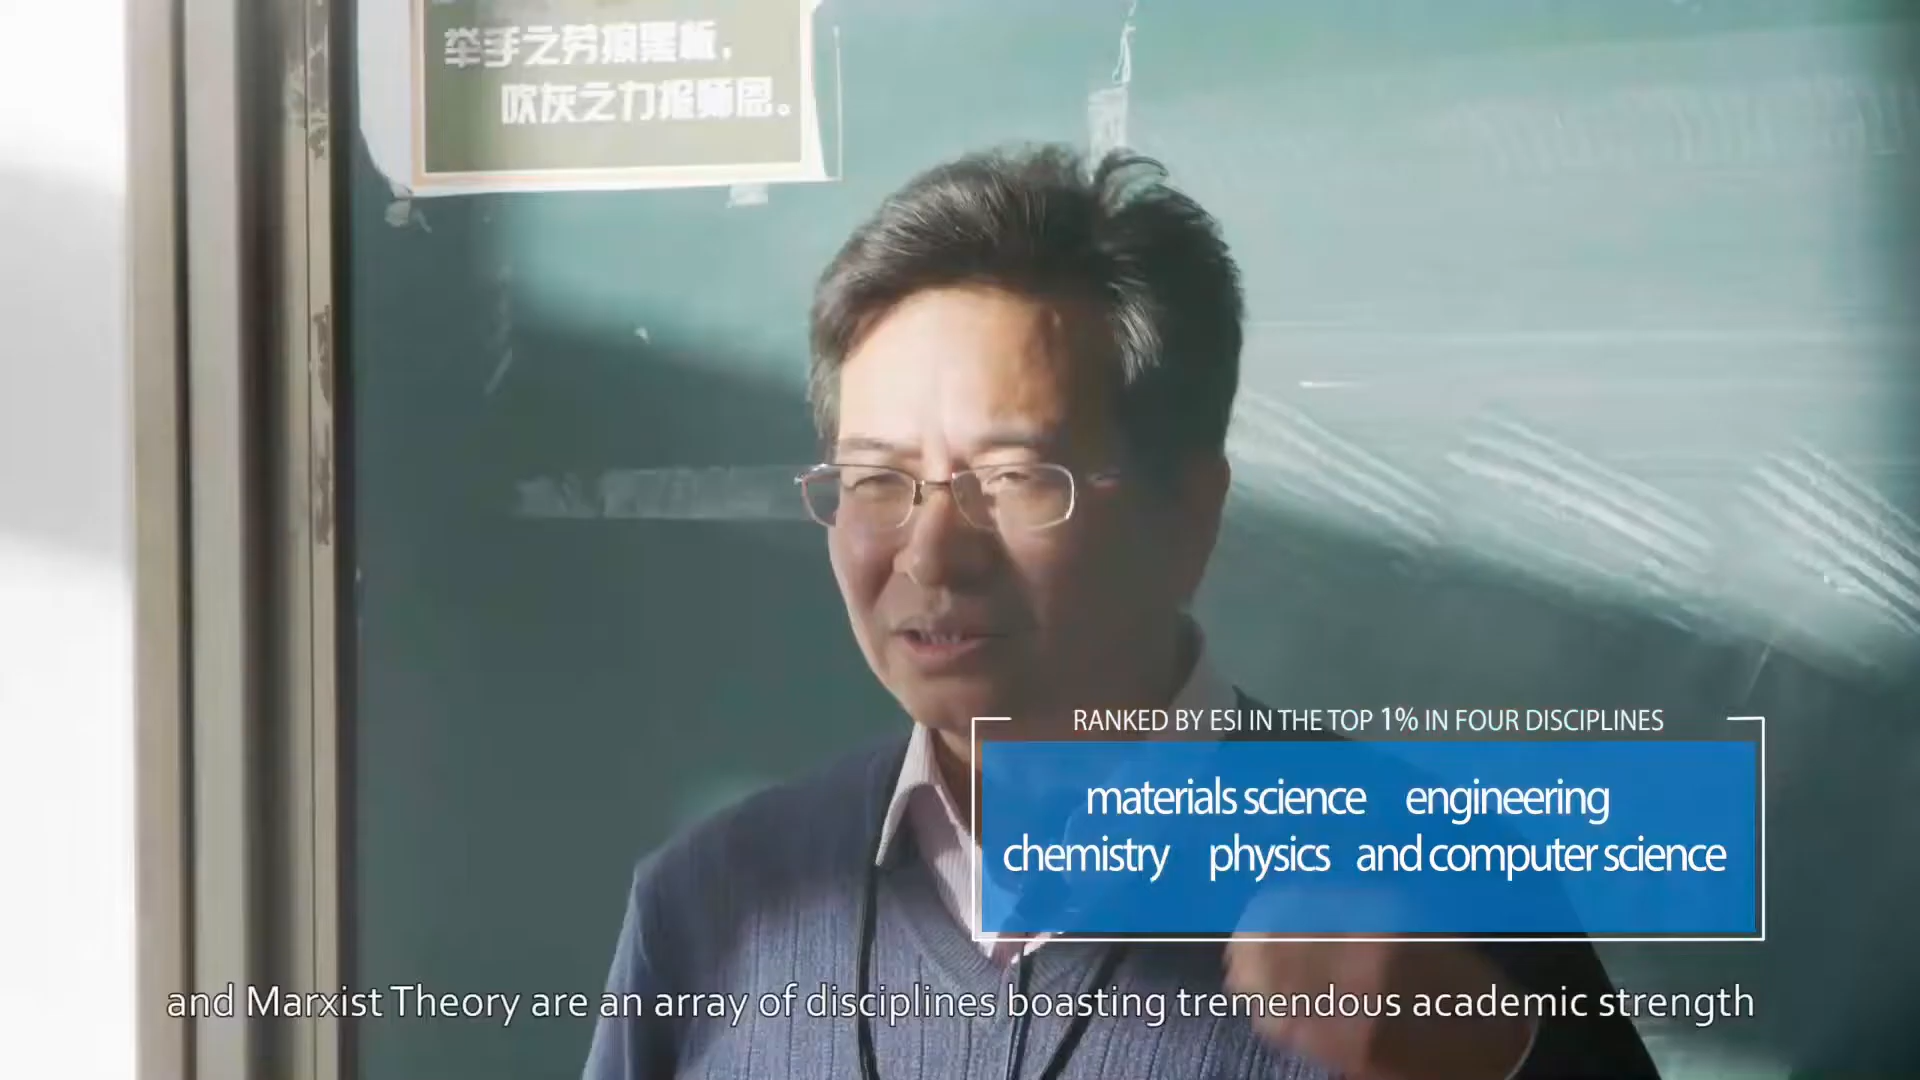 举手之劳擦黑板，
吹灰之力报师恩。
RANKED BY ESI IN THE TOP 1% IN FOUR DISCIPLINES
materials science engineering
chemistry physics and computer science
and Marxist Theory are an array of disciplines boasting tremendous academic strength